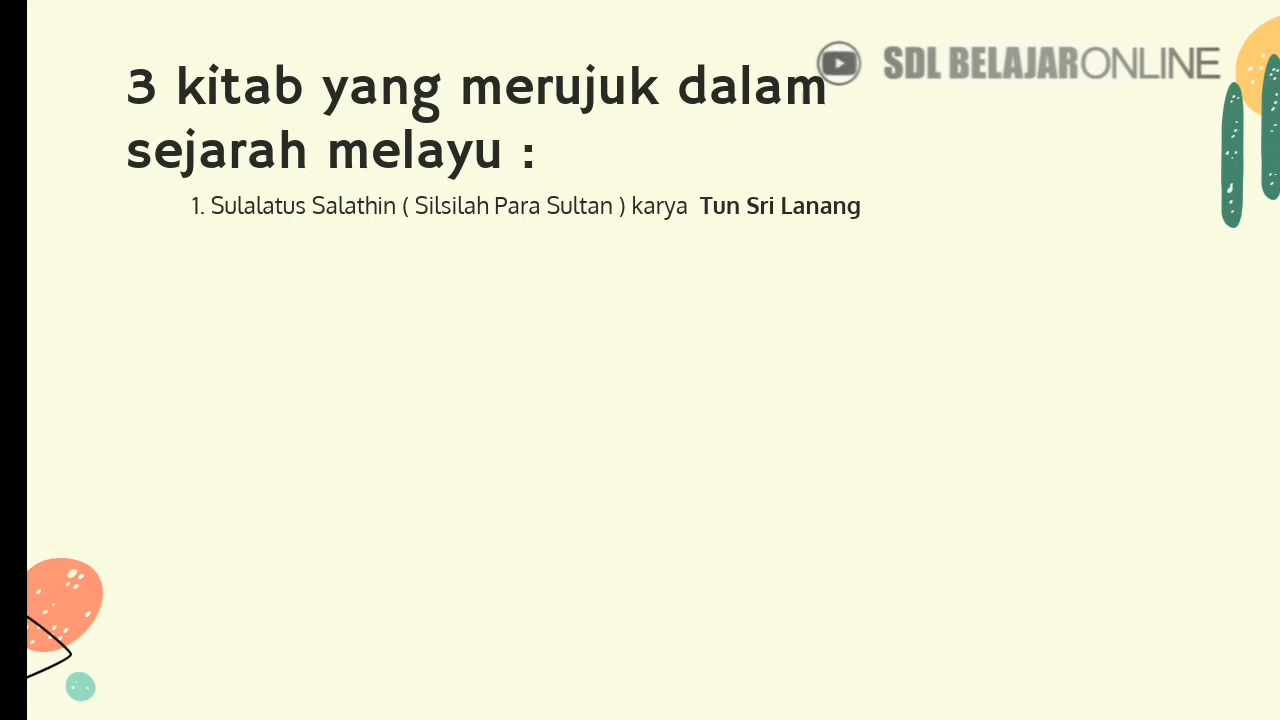 SDL BELAJARONLINE
3 kitab yang merujuk dalam
sejarah melayu :
1. Sulalatus Salathin ( Silsilah Para Sultan ) karya Tun Sri Lanang